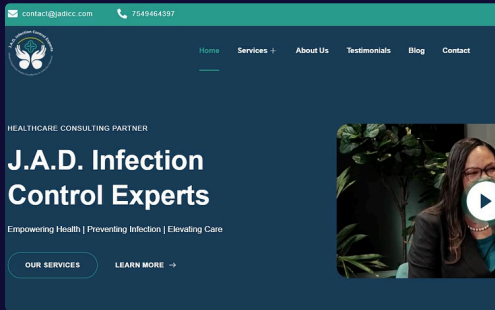 contact@jadicc.com
7549464397
Home
Services +
About Us
Testimonials
Blog
Contact
HEALTHCARE CONSULTING PARTNER
J.A.D. Infection
Control Experts
Empowering Health | Preventing Infection | Elevating Care
OUR SERVICES
LEARN MORE →